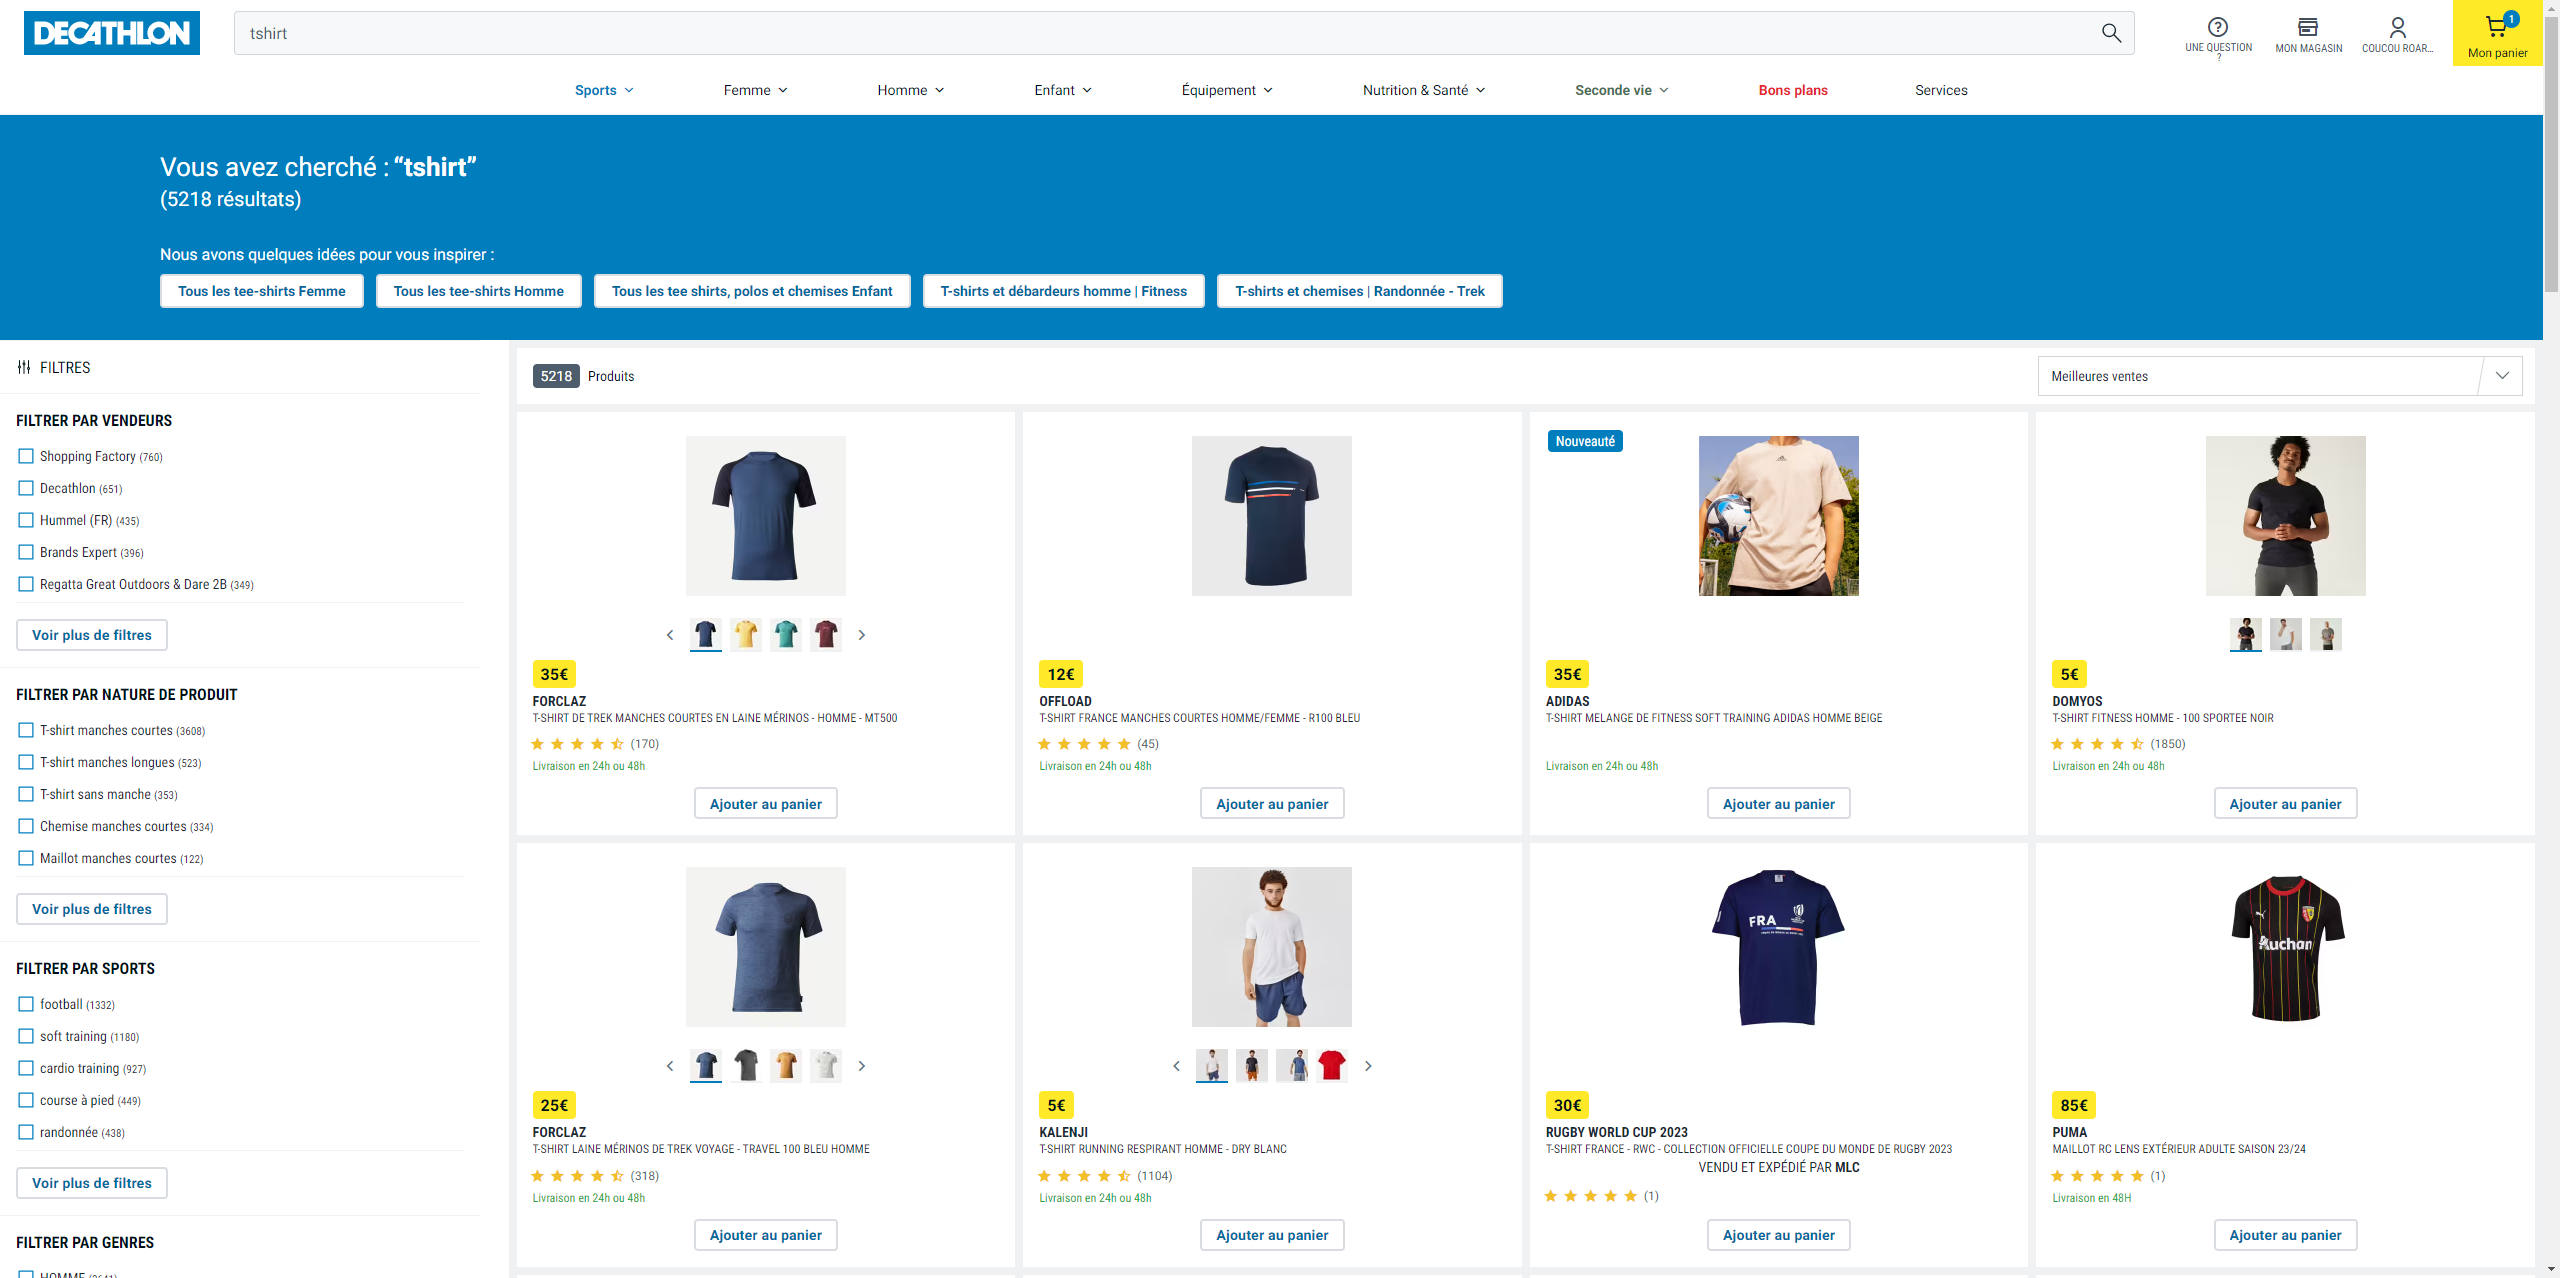 DECATHLON
tshirt
UNE QUESTION ?
MON MAGASIN
COUCOU ROAR...
1
Mon panier
Sports
Femme
Homme
Enfant
Équipement
Nutrition & Santé
Seconde vie
Bons plans
Services
Vous avez cherché : “tshirt”
(5218 résultats)
Nous avons quelques idées pour vous inspirer :
Tous les tee-shirts Femme
Tous les tee-shirts Homme
Tous les tee shirts, polos et chemises Enfant
T-shirts et débardeurs homme | Fitness
T-shirts et chemises | Randonnée - Trek
FILTRES
FILTRER PAR VENDEURS
Shopping Factory (760)
Decathlon (651)
Hummel (FR) (435)
Brands Expert (396)
Regatta Great Outdoors & Dare 2B (349)
Voir plus de filtres
FILTRER PAR NATURE DE PRODUIT
T-shirt manches courtes (3608)
T-shirt manches longues (523)
T-shirt sans manche (353)
Chemise manches courtes (334)
Maillot manches courtes (122)
Voir plus de filtres
FILTRER PAR SPORTS
football (1332)
soft training (1180)
cardio training (927)
course à pied (449)
randonnée (438)
Voir plus de filtres
FILTRER PAR GENRES
HOMME
5218 Produits
Meilleures ventes
35€
FORCLAZ
T-SHIRT DE TREK MANCHES COURTES EN LAINE MÉRINOS - HOMME - MT500
(170)
Livraison en 24h ou 48h
Ajouter au panier
12€
OFFLOAD
T-SHIRT FRANCE MANCHES COURTES HOMME/FEMME - R100 BLEU
(45)
Livraison en 24h ou 48h
Ajouter au panier
Nouveauté
35€
ADIDAS
T-SHIRT MELANGE DE FITNESS SOFT TRAINING ADIDAS HOMME BEIGE
Livraison en 24h ou 48h
Ajouter au panier
5€
DOMYOS
T-SHIRT FITNESS HOMME - 100 SPORTEE NOIR
(1850)
Livraison en 24h ou 48h
Ajouter au panier
25€
FORCLAZ
T-SHIRT LAINE MÉRINOS DE TREK VOYAGE - TRAVEL 100 BLEU HOMME
(318)
Livraison en 24h ou 48h
Ajouter au panier
5€
KALENJI
T-SHIRT RUNNING RESPIRANT HOMME - DRY BLANC
(1104)
Livraison en 24h ou 48h
Ajouter au panier
FRA
30€
RUGBY WORLD CUP 2023
T-SHIRT FRANCE - RWC - COLLECTION OFFICIELLE COUPE DU MONDE DE RUGBY 2023
VENDU ET EXPÉDIÉ PAR MLC
(1)
Ajouter au panier
Auchan
85€
PUMA
MAILLOT RC LENS EXTÉRIEUR ADULTE SAISON 23/24
(1)
Livraison en 48H
Ajouter au panier